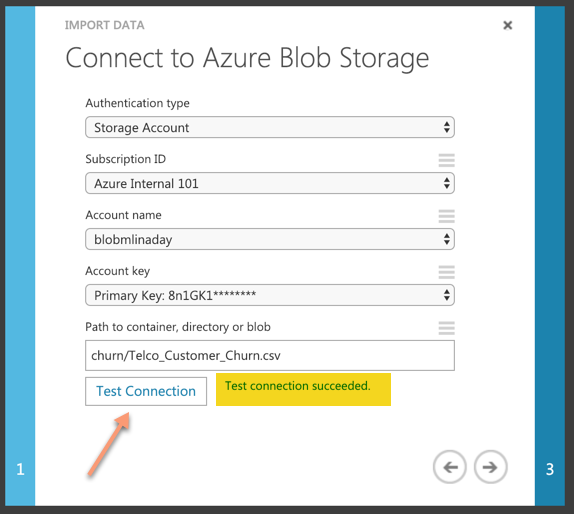 IMPORT DATA
Connect to Azure Blob Storage
Authentication type
Storage Account
Subscription ID
Azure Internal 101
Account name
blobmlinaday
Account key
Primary Key: 8n1GK1********
Path to container, directory or blob
churn/Telco_Customer_Churn.csv
Test Connection
Test connection succeeded.
1
3